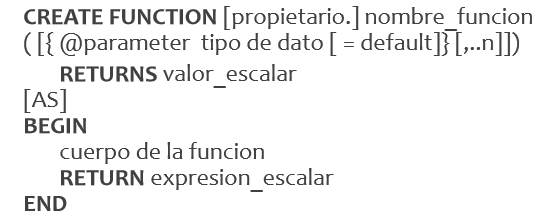 CREATE FUNCTION [propietario.] nombre_funcion
( [{ @parameter tipo de dato [ = default]} [,..n]])
RETURNS valor_escalar
[AS]
BEGIN
cuerpo de la funcion
RETURN expresion_escalar
END